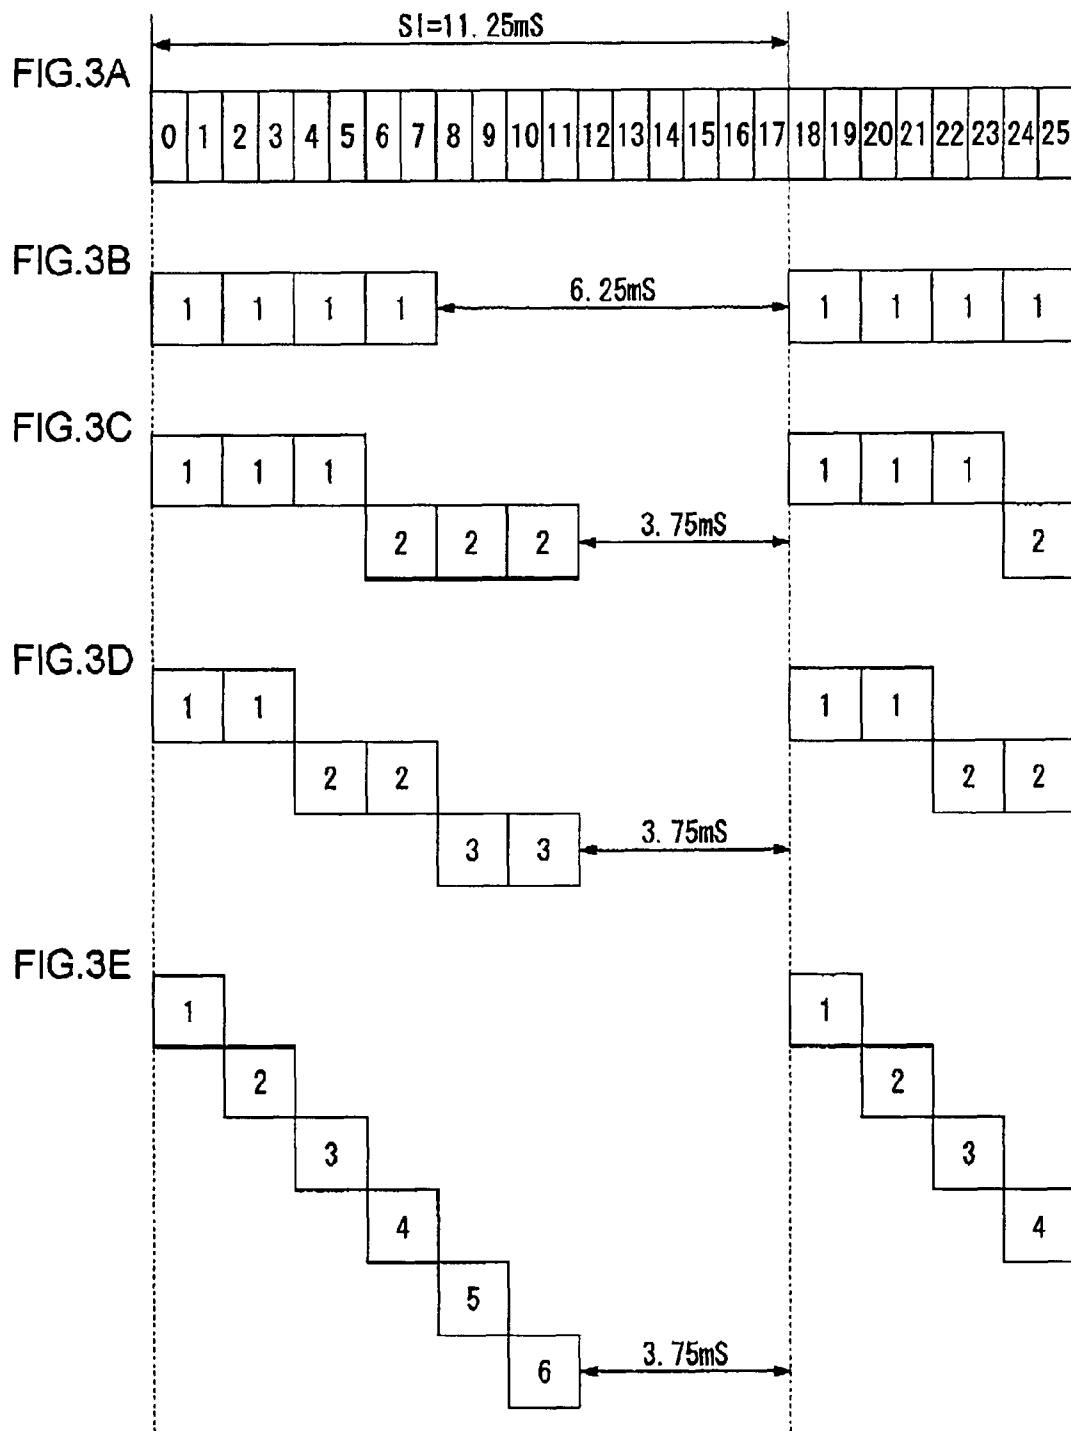 SI=11.25mS
FIG.3A
0 1 2 3 4 5 6 7 8 9 10 11 12 13 14 15 16 17 18 19 20 21 22 23 24 25
FIG.3B
1 1 1 1 6.25mS 1 1 1 1
FIG.3C
1 1 1 1 1 1
2 2 2 3.75mS 2
FIG.3D
1 1 1 1
2 2 2 2
3 3 3.75mS
FIG.3E
1 1
2 2
3 3
4 4
5
6 3.75mS